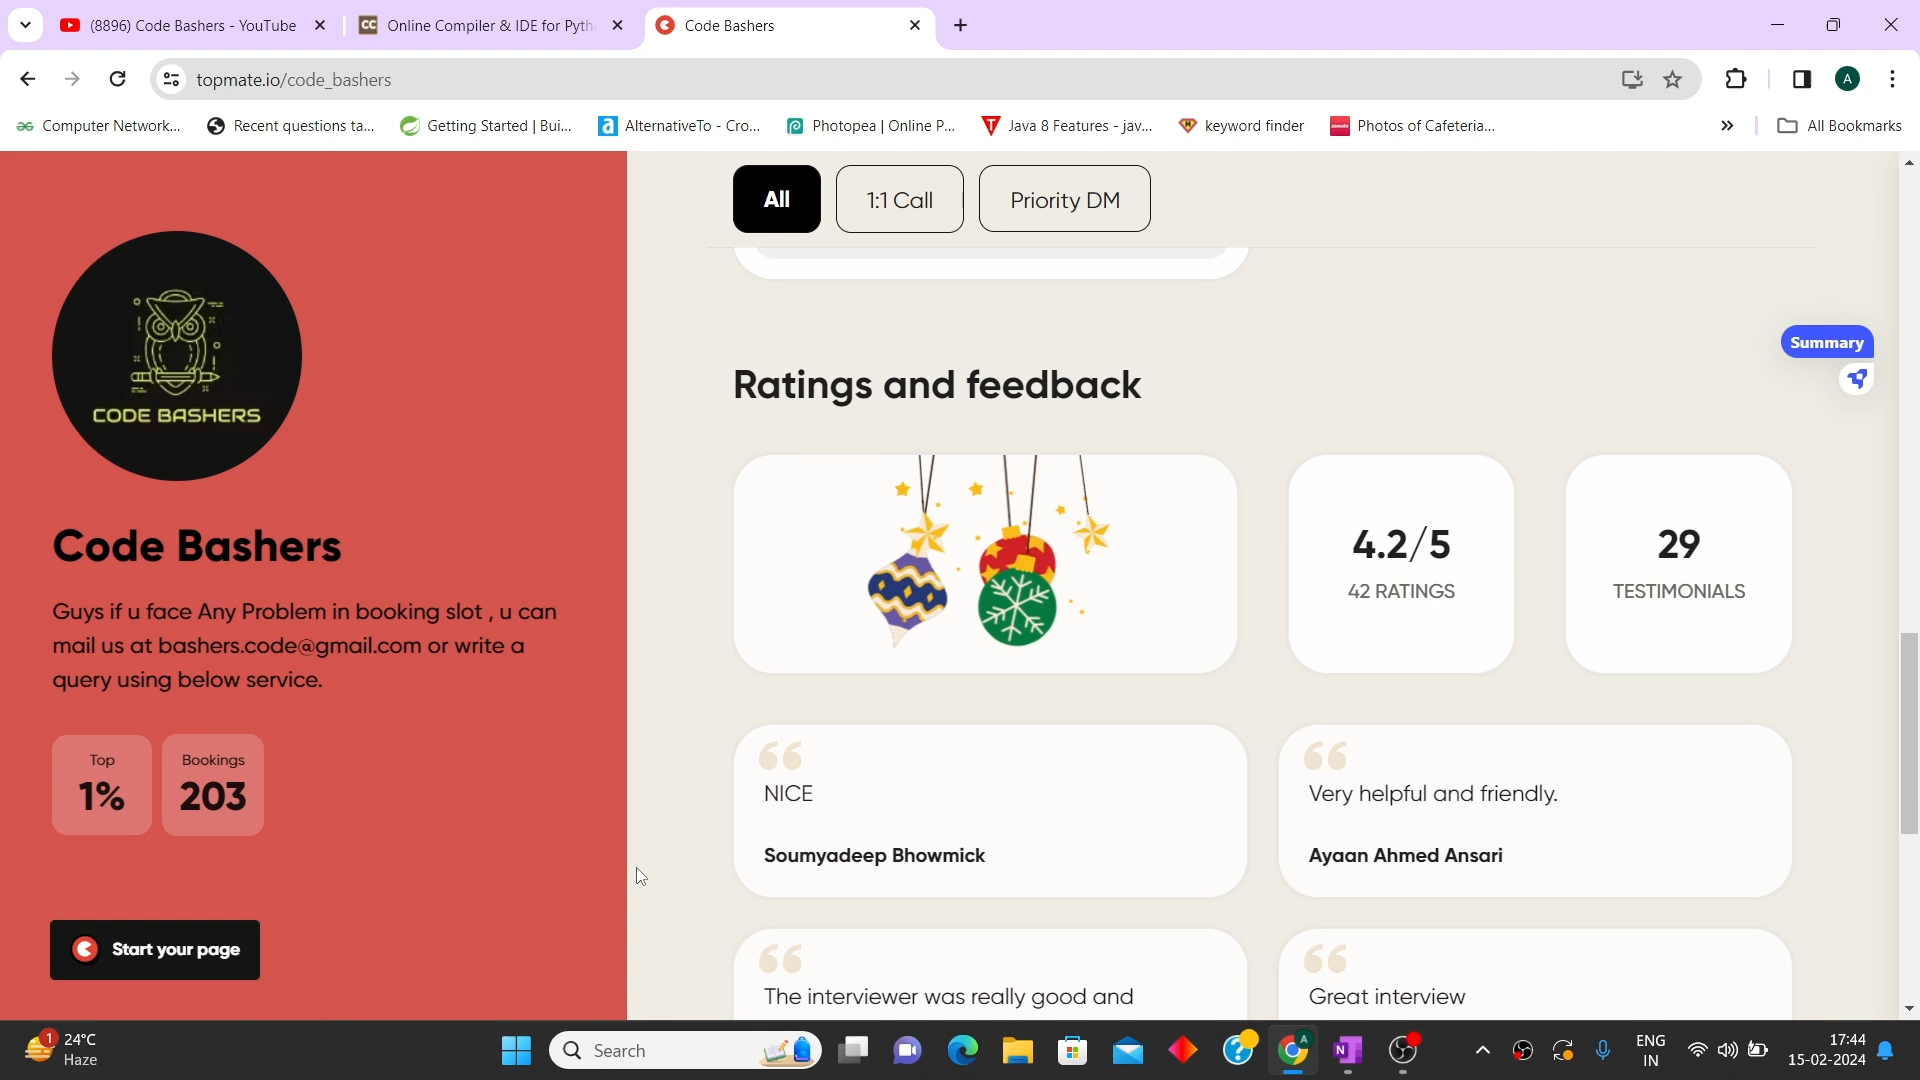 (8896) Code Bashers - YouTube
CC
Online Compiler & IDE for Pyth
Code Bashers
topmate.io/code_bashers
A
Computer Network...
Recent questions ta...
Getting Started | Bui...
AlternativeTo - Cro...
Photopea | Online P...
Java 8 Features - jav...
keyword finder
Photos of Cafeteria...
»
All Bookmarks
All
1:1 Call
Priority DM
CODE BASHERS
Code Bashers
Guys if u face Any Problem in booking slot , u can
mail us at bashers.code@gmail.com or write a
query using below service.
Top
1%
Bookings
203
Start your page
Summary
Ratings and feedback
4.2/5
42 RATINGS
29
TESTIMONIALS
NICE
Soumyadeep Bhowmick
Very helpful and friendly.
Ayaan Ahmed Ansari
The interviewer was really good and
Great interview
1
24°C
Haze
Search
ENG
IN
17:44
15-02-2024